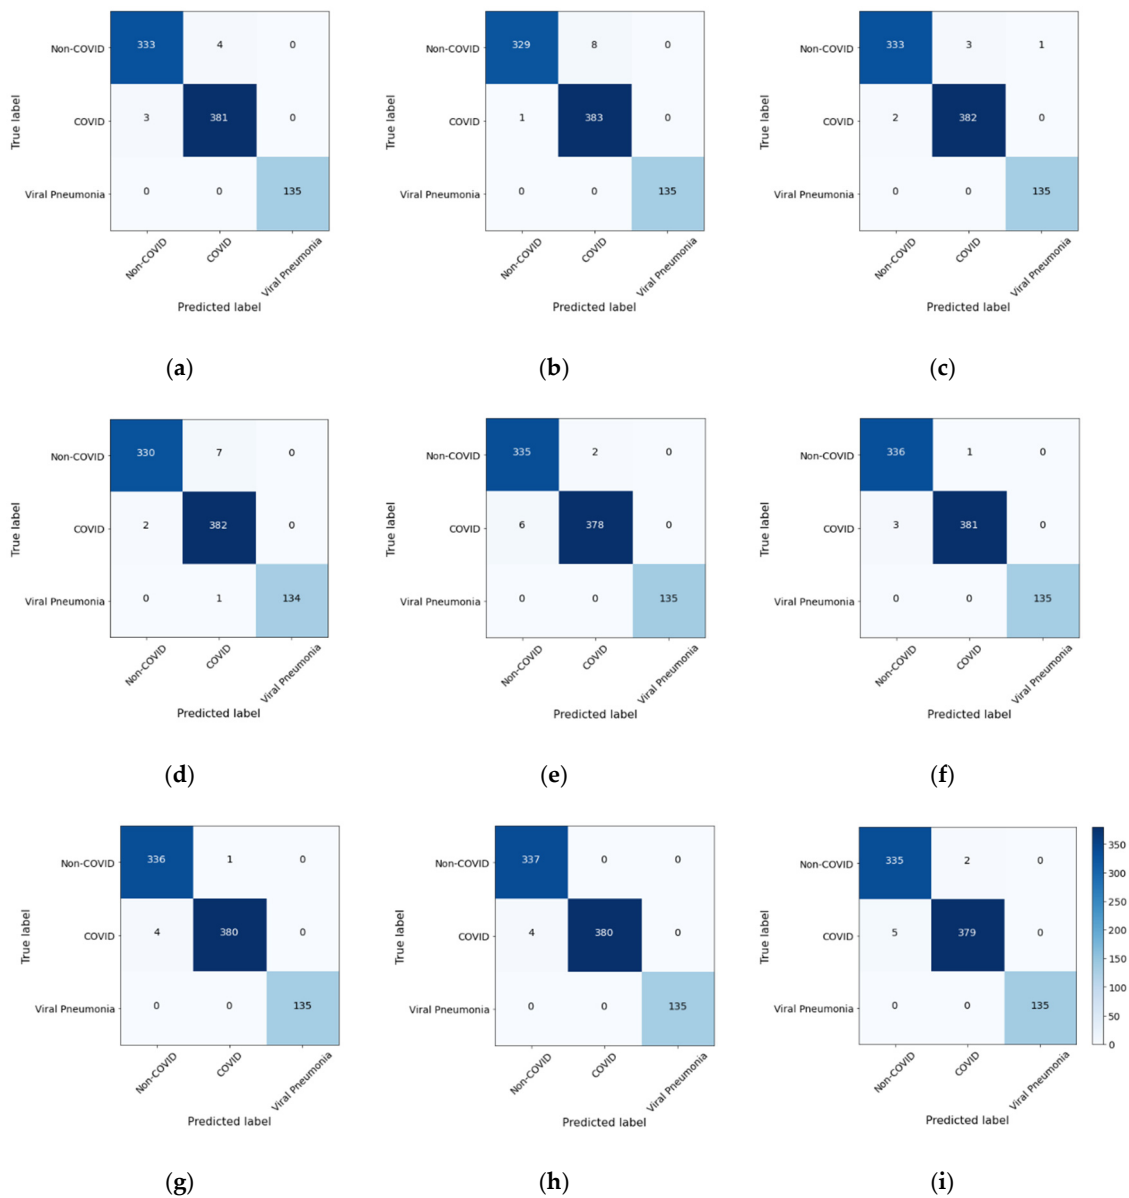 Non-COVID 333 4 0
COVID 3 381 0
Viral Pneumonia 0 0 135
True label
Non-COVID COVID Viral Pneumonia
Predicted label
(a)
Non-COVID 329 8 0
COVID 1 383 0
Viral Pneumonia 0 0 135
True label
Non-COVID COVID Viral Pneumonia
Predicted label
(b)
Non-COVID 333 3 1
COVID 2 382 0
Viral Pneumonia 0 0 135
True label
Non-COVID COVID Viral Pneumonia
Predicted label
(c)
Non-COVID 330 7 0
COVID 2 382 0
Viral Pneumonia 0 1 134
True label
Non-COVID COVID Viral Pneumonia
Predicted label
(d)
Non-COVID 335 2 0
COVID 6 378 0
Viral Pneumonia 0 0 135
True label
Non-COVID COVID Viral Pneumonia
Predicted label
(e)
Non-COVID 336 1 0
COVID 3 381 0
Viral Pneumonia 0 0 135
True label
Non-COVID COVID Viral Pneumonia
Predicted label
(f)
Non-COVID 336 1 0
COVID 4 380 0
Viral Pneumonia 0 0 135
True label
Non-COVID COVID Viral Pneumonia
Predicted label
(g)
Non-COVID 337 0 0
COVID 4 380 0
Viral Pneumonia 0 0 135
True label
Non-COVID COVID Viral Pneumonia
Predicted label
(h)
Non-COVID 335 2 0
COVID 5 379 0
Viral Pneumonia 0 0 135
True label
Non-COVID COVID Viral Pneumonia
Predicted label
350
300
250
200
150
100
50
0
(i)